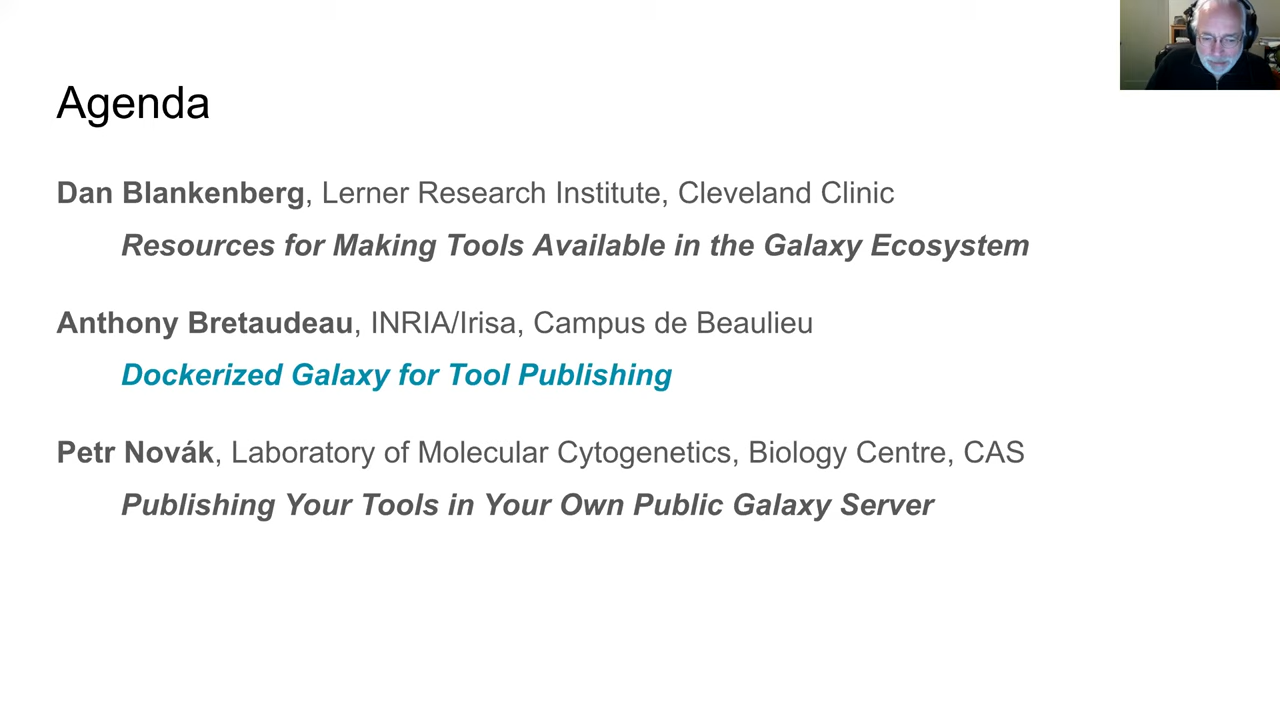 Agenda
Dan Blankenberg, Lerner Research Institute, Cleveland Clinic
Resources for Making Tools Available in the Galaxy Ecosystem
Anthony Bretaudeau, INRIA/Irisa, Campus de Beaulieu
Dockerized Galaxy for Tool Publishing
Petr Novák, Laboratory of Molecular Cytogenetics, Biology Centre, CAS
Publishing Your Tools in Your Own Public Galaxy Server